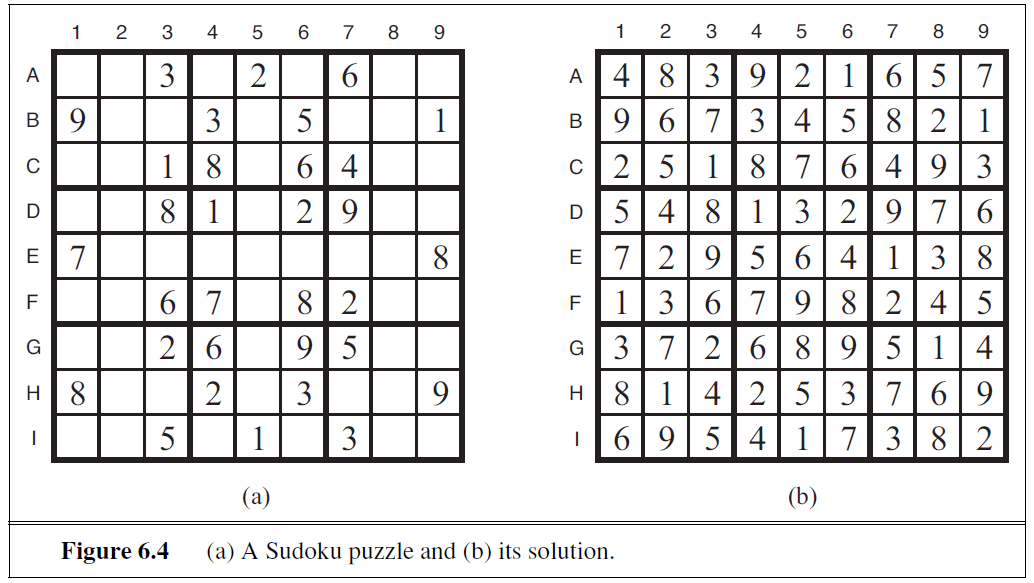 1 2 3 4 5 6 7 8 9
A 3 2 6
B 9 3 5 1
C 1 8 6 4
D 8 1 2 9
E 7 8
F 6 7 8 2
G 2 6 9 5
H 8 2 3 9
I 5 1 3
(a)
1 2 3 4 5 6 7 8 9
A 4 8 3 9 2 1 6 5 7
B 9 6 7 3 4 5 8 2 1
C 2 5 1 8 7 6 4 9 3
D 5 4 8 1 3 2 9 7 6
E 7 2 9 5 6 4 1 3 8
F 1 3 6 7 9 8 2 4 5
G 3 7 2 6 8 9 5 1 4
H 8 1 4 2 5 3 7 6 9
I 6 9 5 4 1 7 3 8 2
(b)
Figure 6.4 (a) A Sudoku puzzle and (b) its solution.